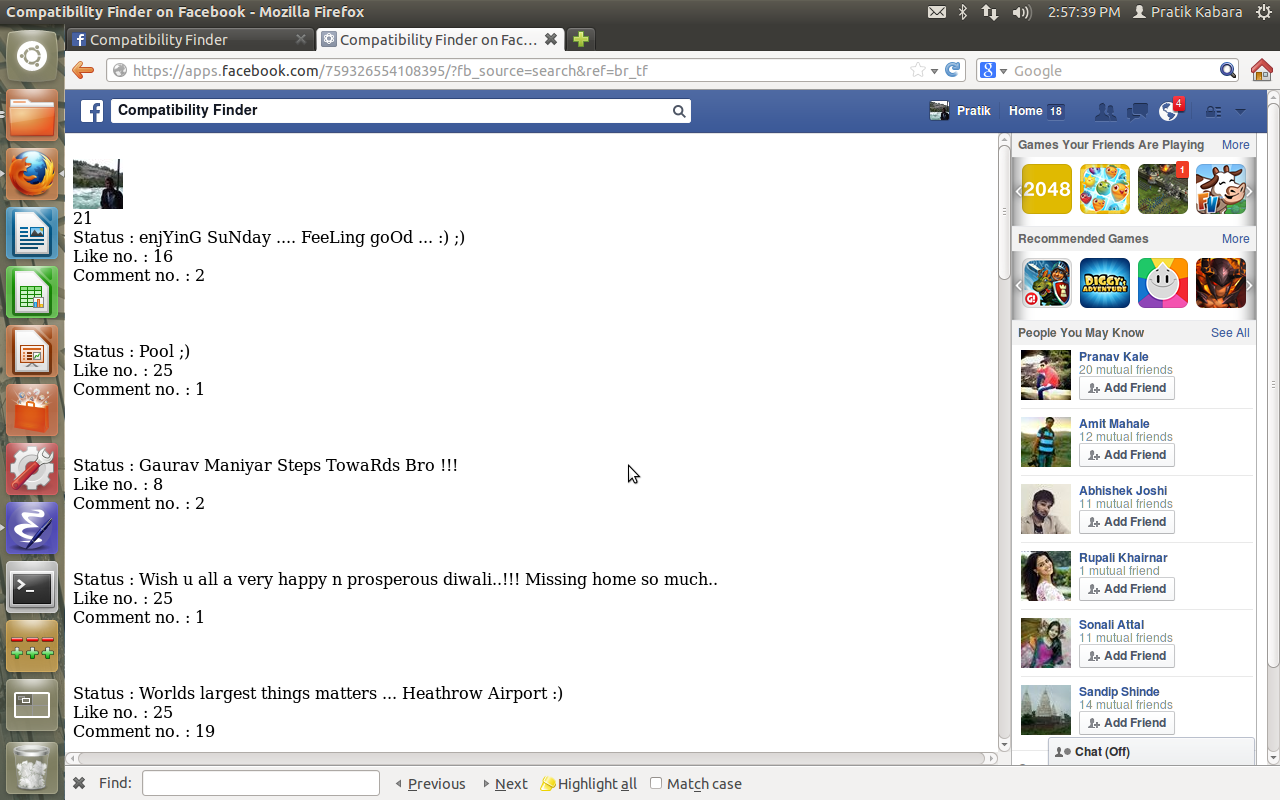 Compatibility Finder on Facebook - Mozilla Firefox
2:57:39 PM Pratik Kabara
Compatibility Finder
Compatibility Finder on Fac...
https://apps.facebook.com/759326554108395/?fb_source=search&ref=br_tf
Google
Compatibility Finder
Pratik
Home 18
4
21
Status : enjYinG SuNday .... FeeLing goOd ... :) ;)
Like no. : 16
Comment no. : 2
Status : Pool ;)
Like no. : 25
Comment no. : 1
Status : Gaurav Maniyar Steps TowaRds Bro !!!
Like no. : 8
Comment no. : 2
Status : Wish u all a very happy n prosperous diwali..!!! Missing home so much..
Like no. : 25
Comment no. : 1
Status : Worlds largest things matters ... Heathrow Airport :)
Like no. : 25
Comment no. : 19
Games Your Friends Are Playing More
2048
1
FV
Recommended Games More
GI
DIGGY'S
ADVENTURE
People You May Know See All
Pranav Kale
20 mutual friends
Add Friend
Amit Mahale
12 mutual friends
Add Friend
Abhishek Joshi
11 mutual friends
Add Friend
Rupali Khairnar
1 mutual friend
Add Friend
Sonali Attal
11 mutual friends
Add Friend
Sandip Shinde
14 mutual friends
Add Friend
Chat (Off)
Find: Previous Next Highlight all Match case